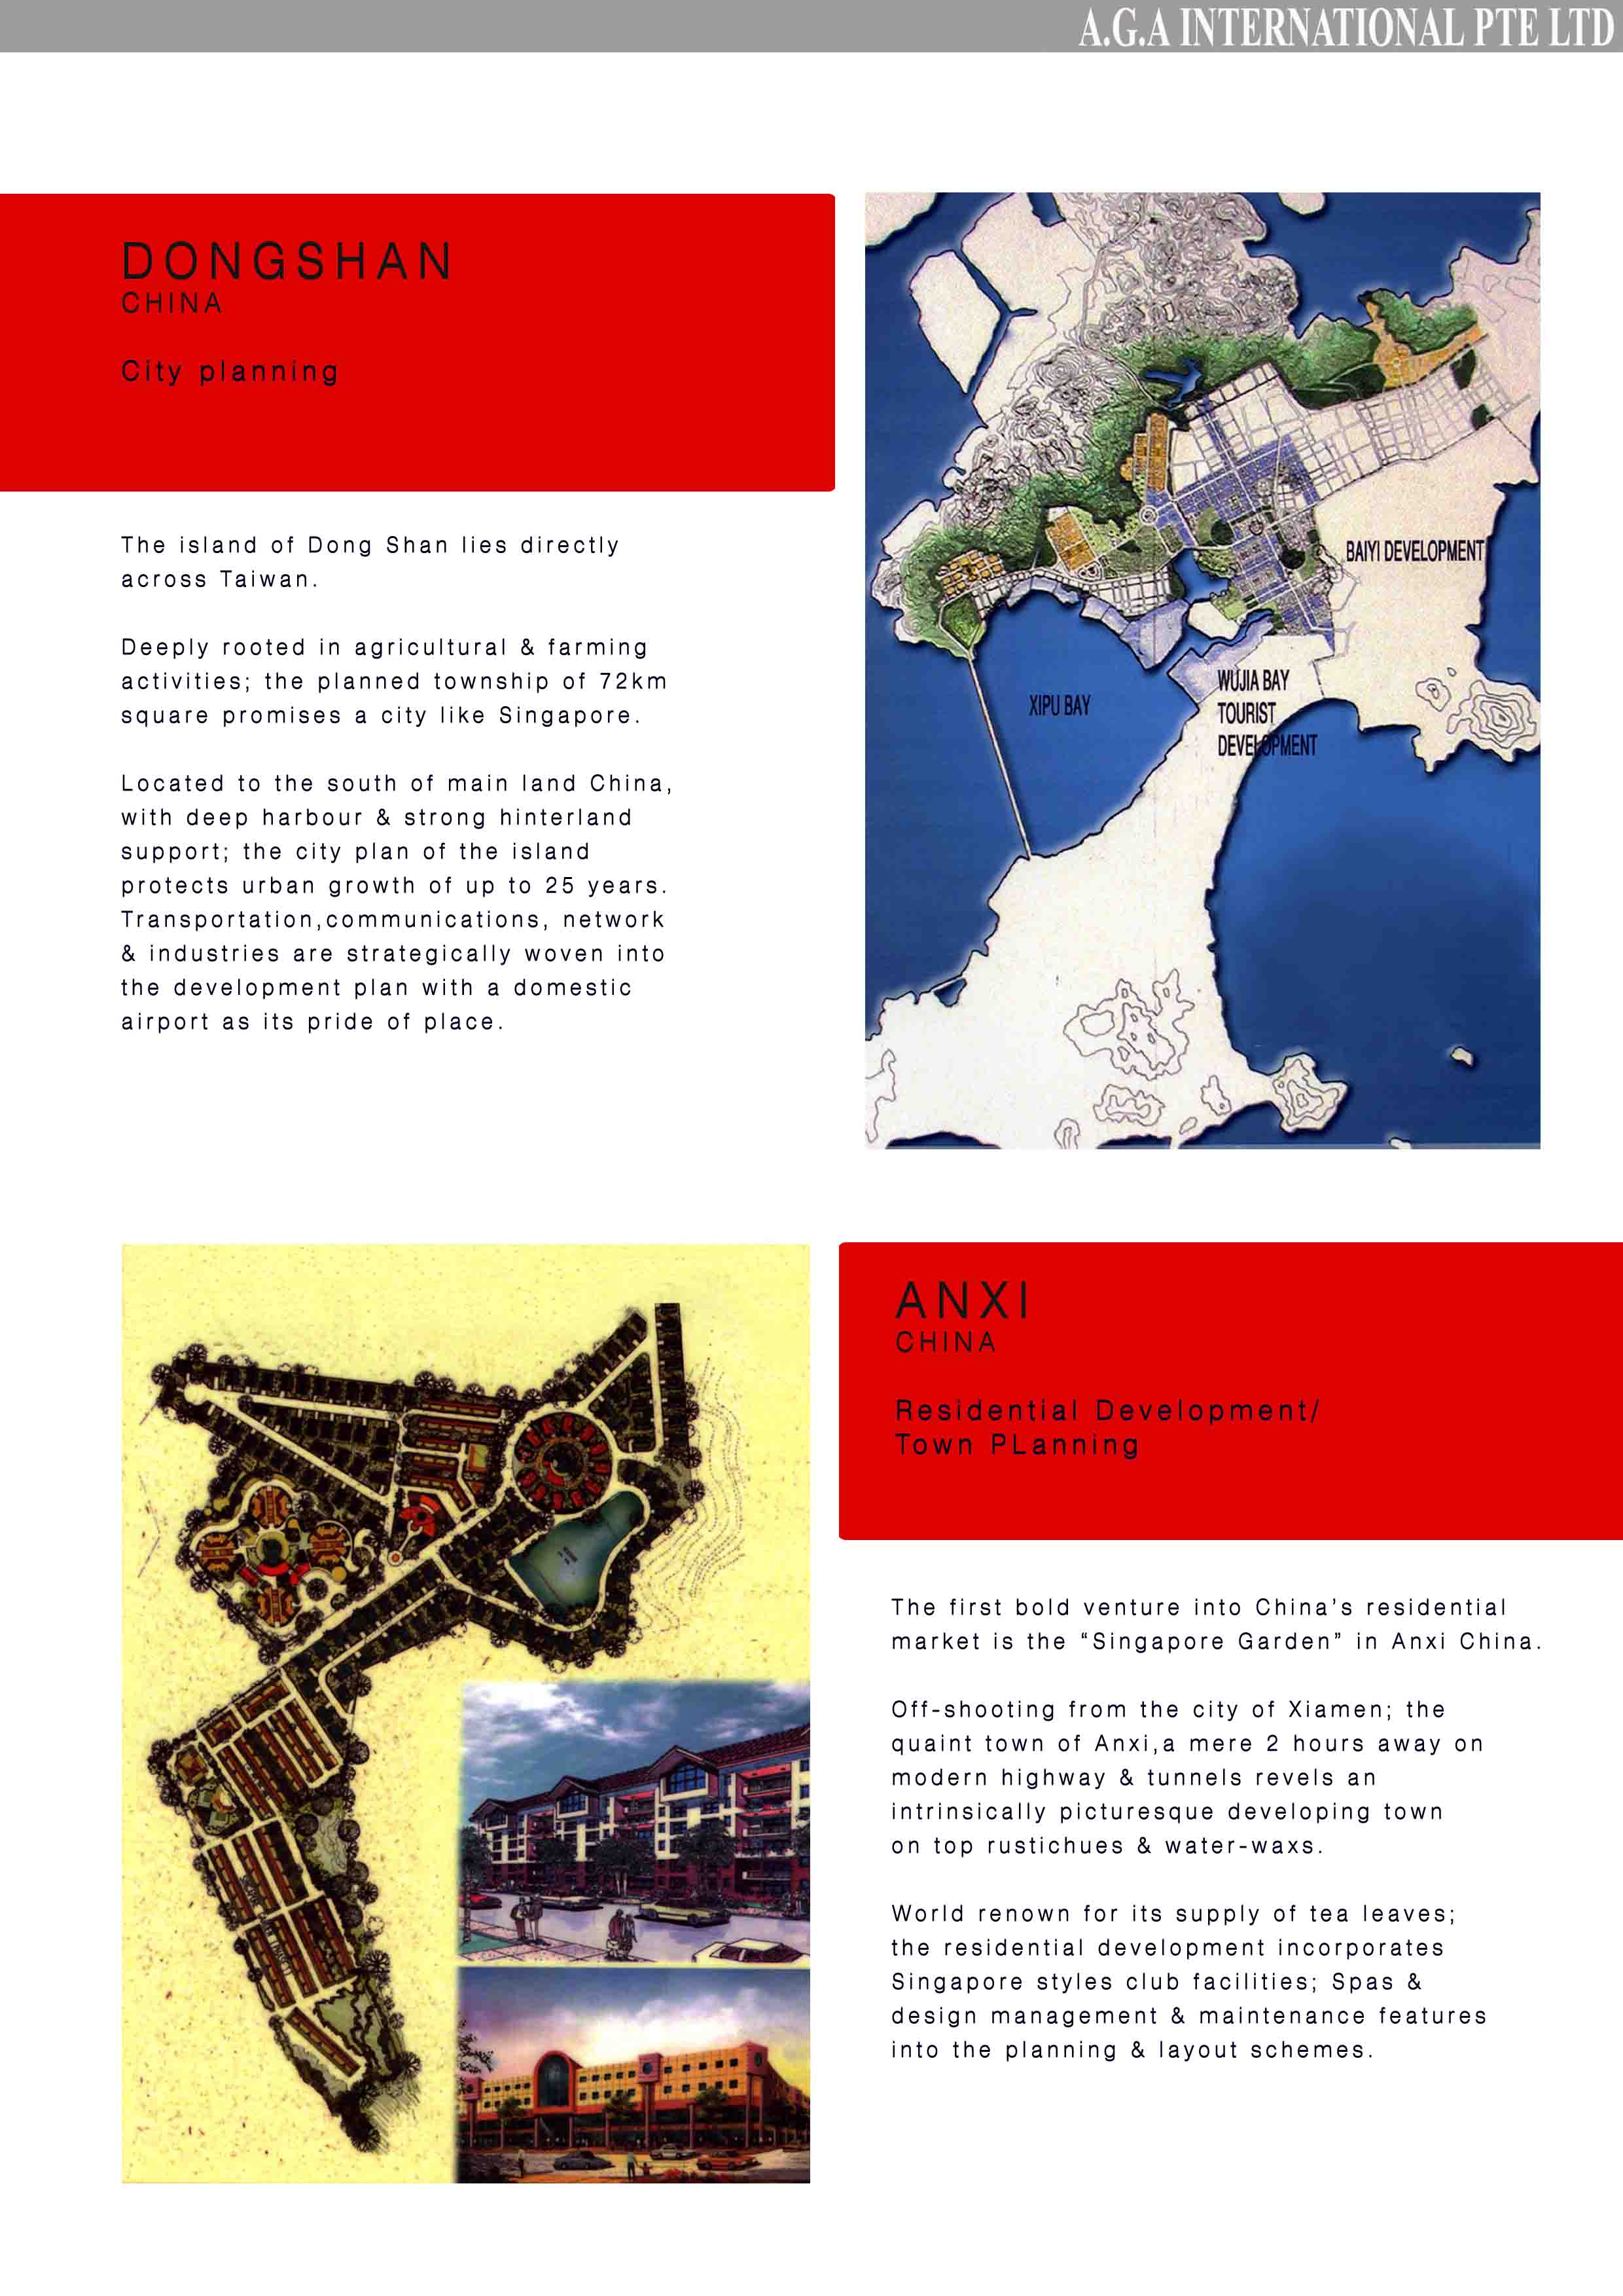 A.G.A INTERNATIONAL PTE LTD
DONGSHAN
CHINA
City planning
The island of Dong Shan lies directly
across Taiwan.
Deeply rooted in agricultural & farming
activities; the planned township of 72km
square promises a city like Singapore.
Located to the south of main land China,
with deep harbour & strong hinterland
support; the city plan of the island
protects urban growth of up to 25 years.
Transportation,communications, network
& industries are strategically woven into
the development plan with a domestic
airport as its pride of place.
BAIYI DEVELOPMENT
XIPU BAY
WUJIA BAY
TOURIST
DEVELOPMENT
ANXI
CHINA
Residential Development/
Town PLanning
The first bold venture into China’s residential
market is the “Singapore Garden” in Anxi China.
Off-shooting from the city of Xiamen; the
quaint town of Anxi,a mere 2 hours away on
modern highway & tunnels revels an
intrinsically picturesque developing town
on top rustichues & water-waxs.
World renown for its supply of tea leaves;
the residential development incorporates
Singapore styles club facilities; Spas &
design management & maintenance features
into the planning & layout schemes.